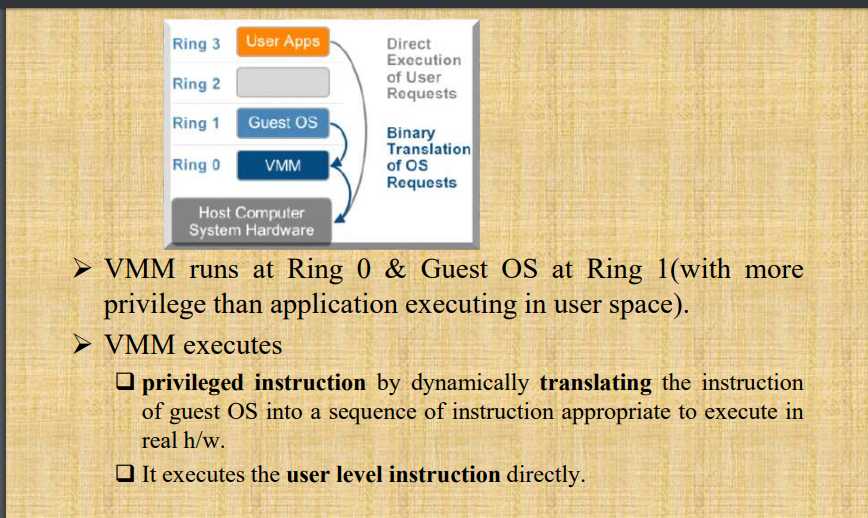 Ring 3 User Apps
Ring 2
Ring 1 Guest OS
Ring 0 VMM
Host Computer
System Hardware
Direct
Execution
of User
Requests
Binary
Translation
of OS
Requests
➢ VMM runs at Ring 0 & Guest OS at Ring 1(with more
privilege than application executing in user space).
➢ VMM executes
❑ privileged instruction by dynamically translating the instruction
of guest OS into a sequence of instruction appropriate to execute in
real h/w.
❑ It executes the user level instruction directly.